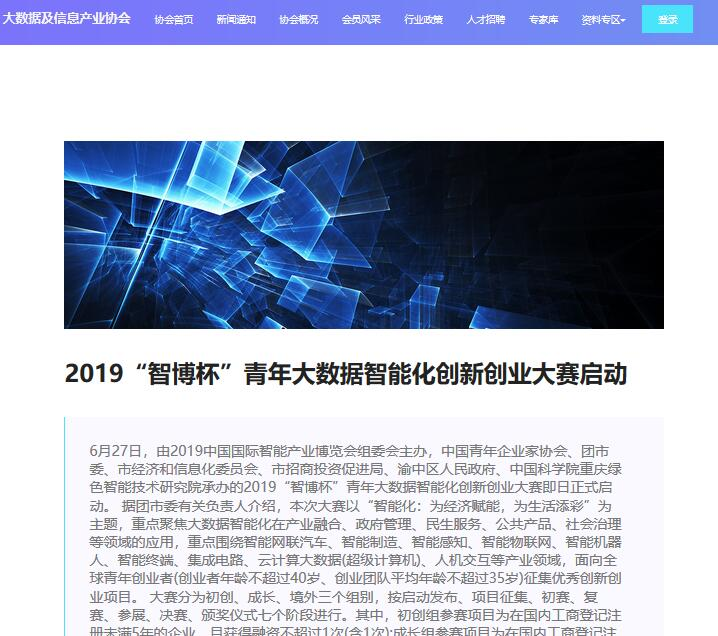 大数据及信息产业协会 协会首页 新闻通知 协会概况 会员风采 行业政策 人才招聘 专家库 资料专区 登录
2019“智博杯”青年大数据智能化创新创业大赛启动
6月27日，由2019中国国际智能产业博览会组委会主办，中国青年企业家协会、团市
委、市经济和信息化委员会、市招商投资促进局、渝中区人民政府、中国科学院重庆绿
色智能技术研究院承办的2019“智博杯”青年大数据智能化创新创业大赛即日正式启
动。 据团市委有关负责人介绍，本次大赛以“智能化：为经济赋能，为生活添彩”为
主题，重点聚焦大数据智能化在产业融合、政府管理、民生服务、公共产品、社会治理
等领域的应用，重点围绕智能网联汽车、智能制造、智能感知、智能物联网、智能机器
人、智能终端、集成电路、云计算大数据(超级计算机)、人机交互等产业领域，面向全
球青年创业者(创业者年龄不超过40岁、创业团队平均年龄不超过35岁)征集优秀创新创
业项目。 大赛分为初创、成长、境外三个组别，按启动发布、项目征集、初赛、复
赛、参展、决赛、颁奖仪式七个阶段进行。其中，初创组参赛项目为在国内工商登记注
册未满5年的企业，且获得融资不超过1次(含1次);成长组参赛项目为在国内工商登记注